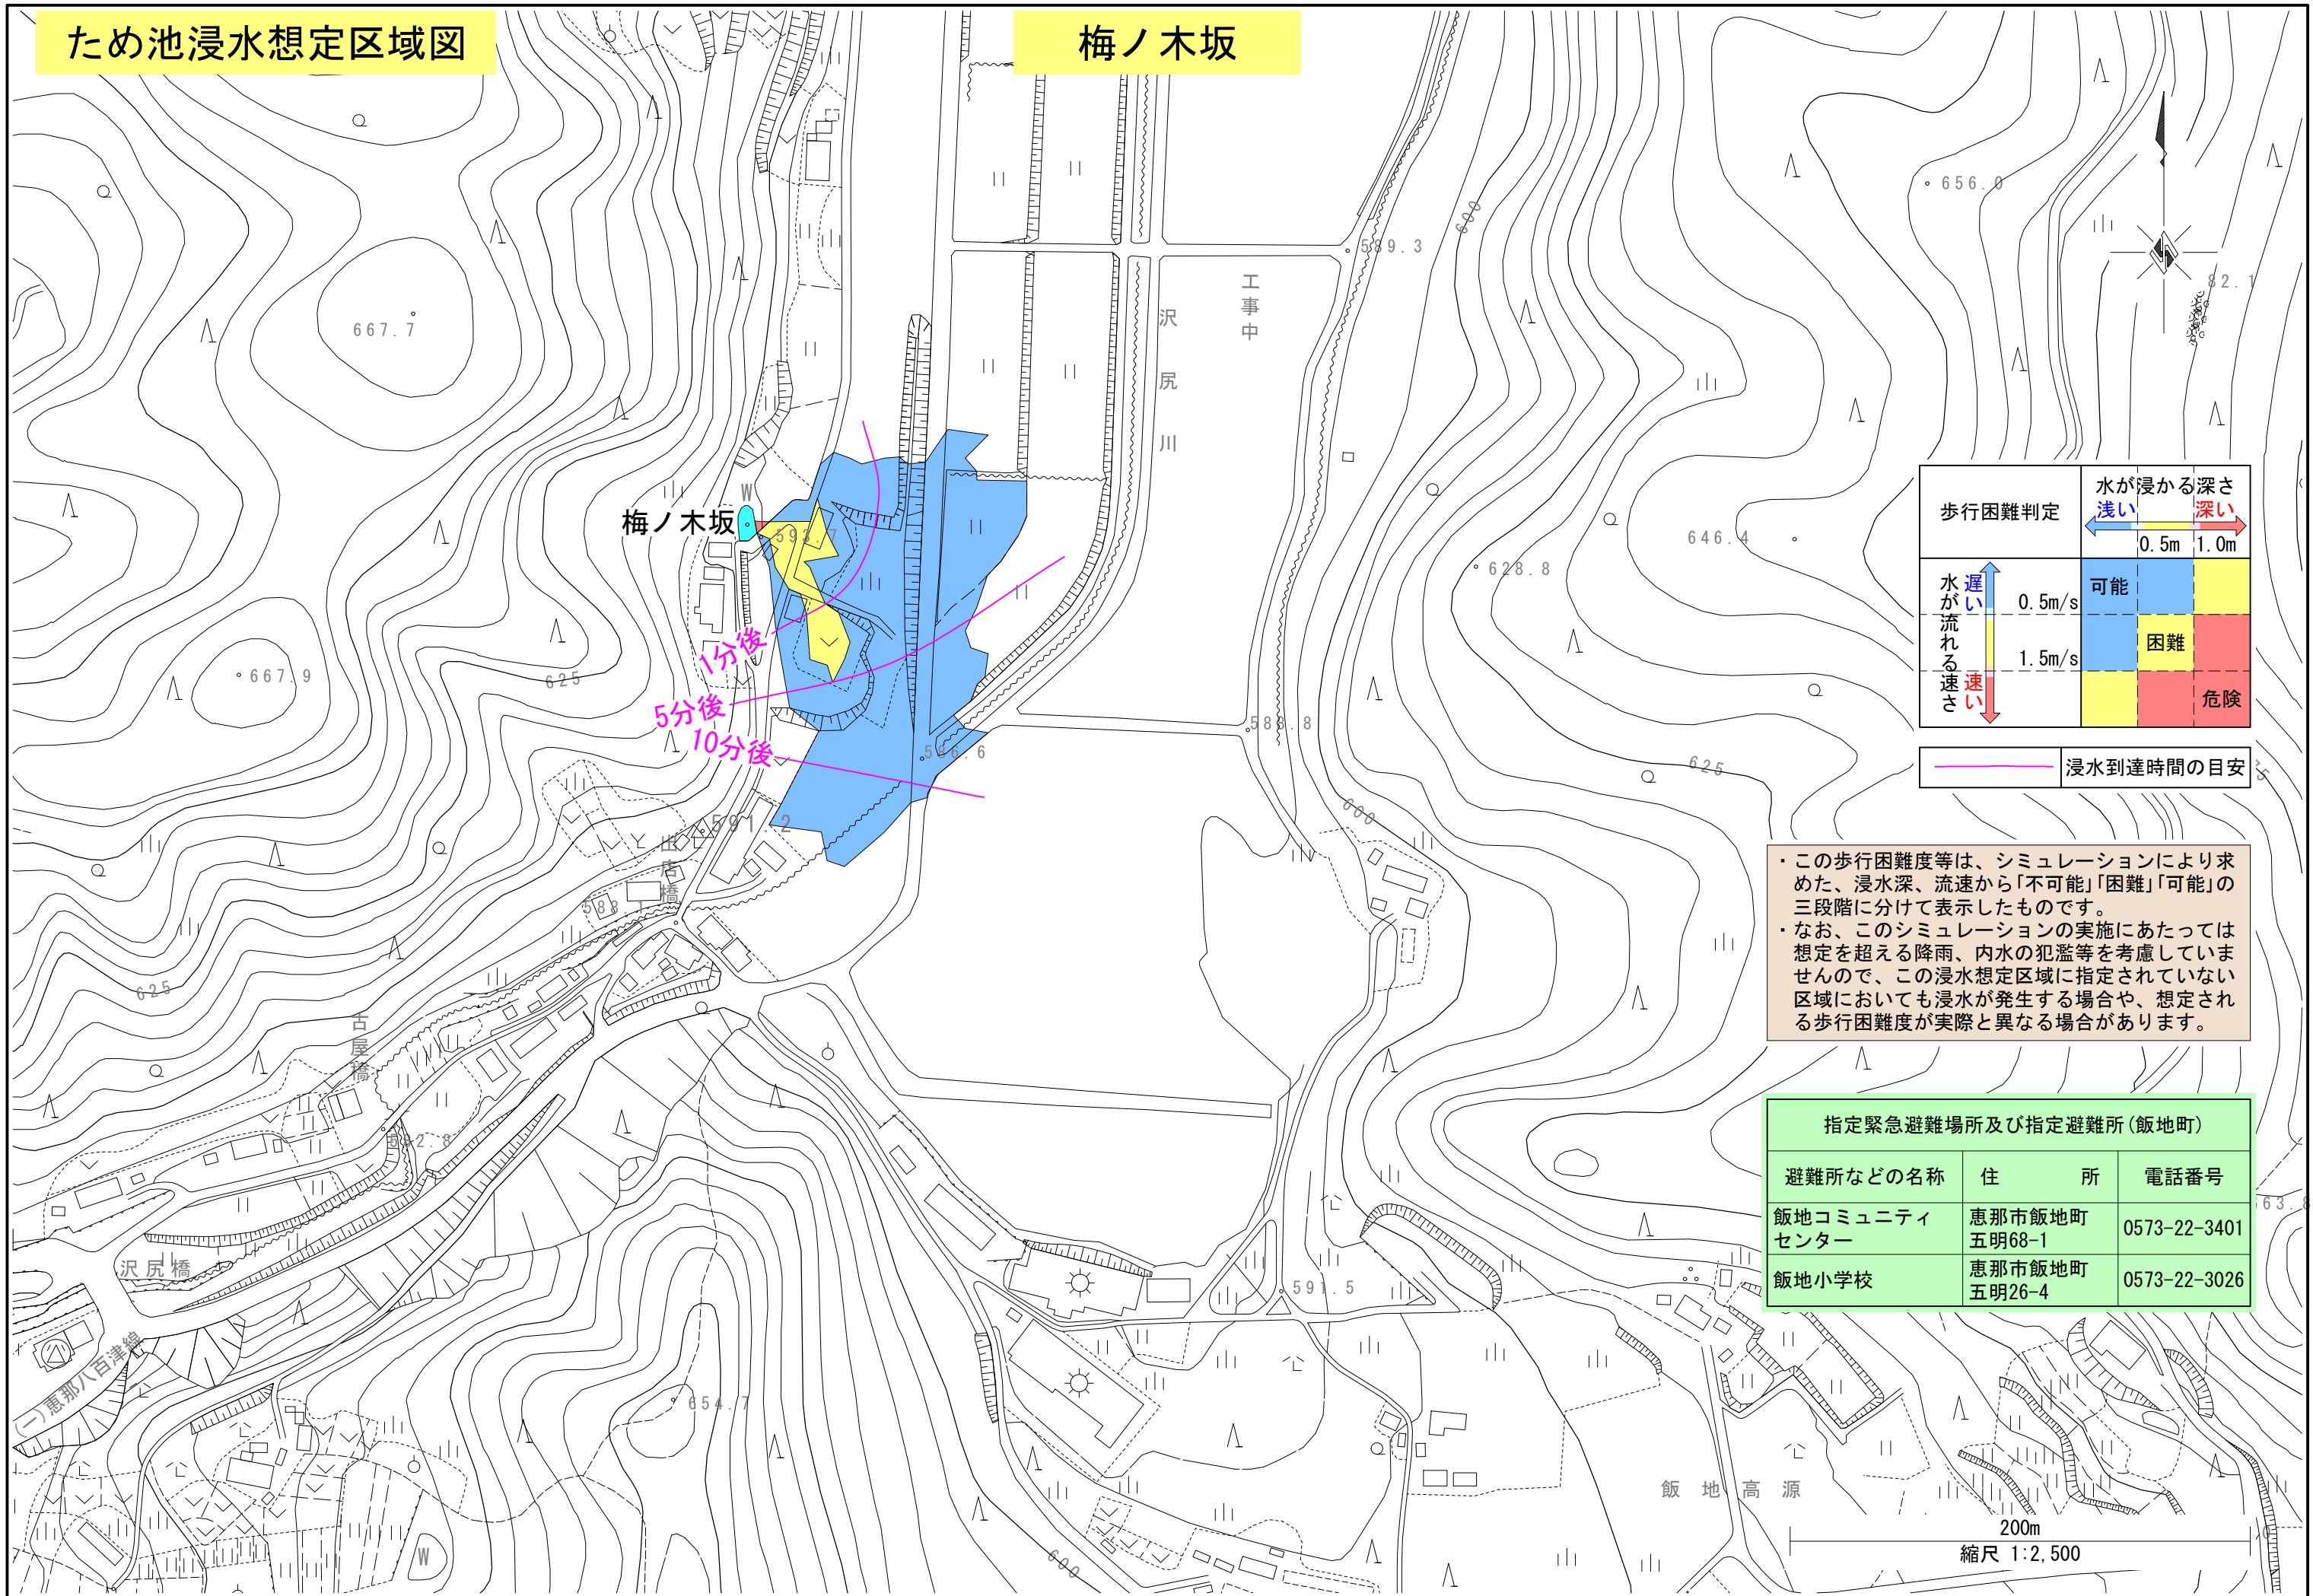 ため池浸水想定区域図
梅ノ木坂
667.7
656.0
600
589.3
82.1
工事中
沢尻川
W
梅ノ木坂
593.7
646.4
628.8
667.9
625
1分後
5分後
10分後
586.6
588.8
625
600
591.2
出店橋
588.1
625
古屋橋
582.8
沢尻橋
(一)恵那八百津線
654.7
591.5
63.8
飯地高源
W
600
歩行困難判定
水が浸かる深さ
浅い 深い
0.5m 1.0m
水が流れる速さ
遅い
0.5m/s
1.5m/s
速い
可能
困難
危険
浸水到達時間の目安
・この歩行困難度等は、シミュレーションにより求
めた、浸水深、流速から｢不可能｣｢困難｣｢可能｣の
三段階に分けて表示したものです。
・なお、このシミュレーションの実施にあたっては
想定を超える降雨、内水の犯濫等を考慮していま
せんので、この浸水想定区域に指定されていない
区域においても浸水が発生する場合や、想定され
る歩行困難度が実際と異なる場合があります。
指定緊急避難場所及び指定避難所(飯地町)
避難所などの名称 住 所 電話番号
飯地コミュニティ
センター
恵那市飯地町
五明68-1
0573-22-3401
飯地小学校
恵那市飯地町
五明26-4
0573-22-3026
200m
縮尺 1:2,500